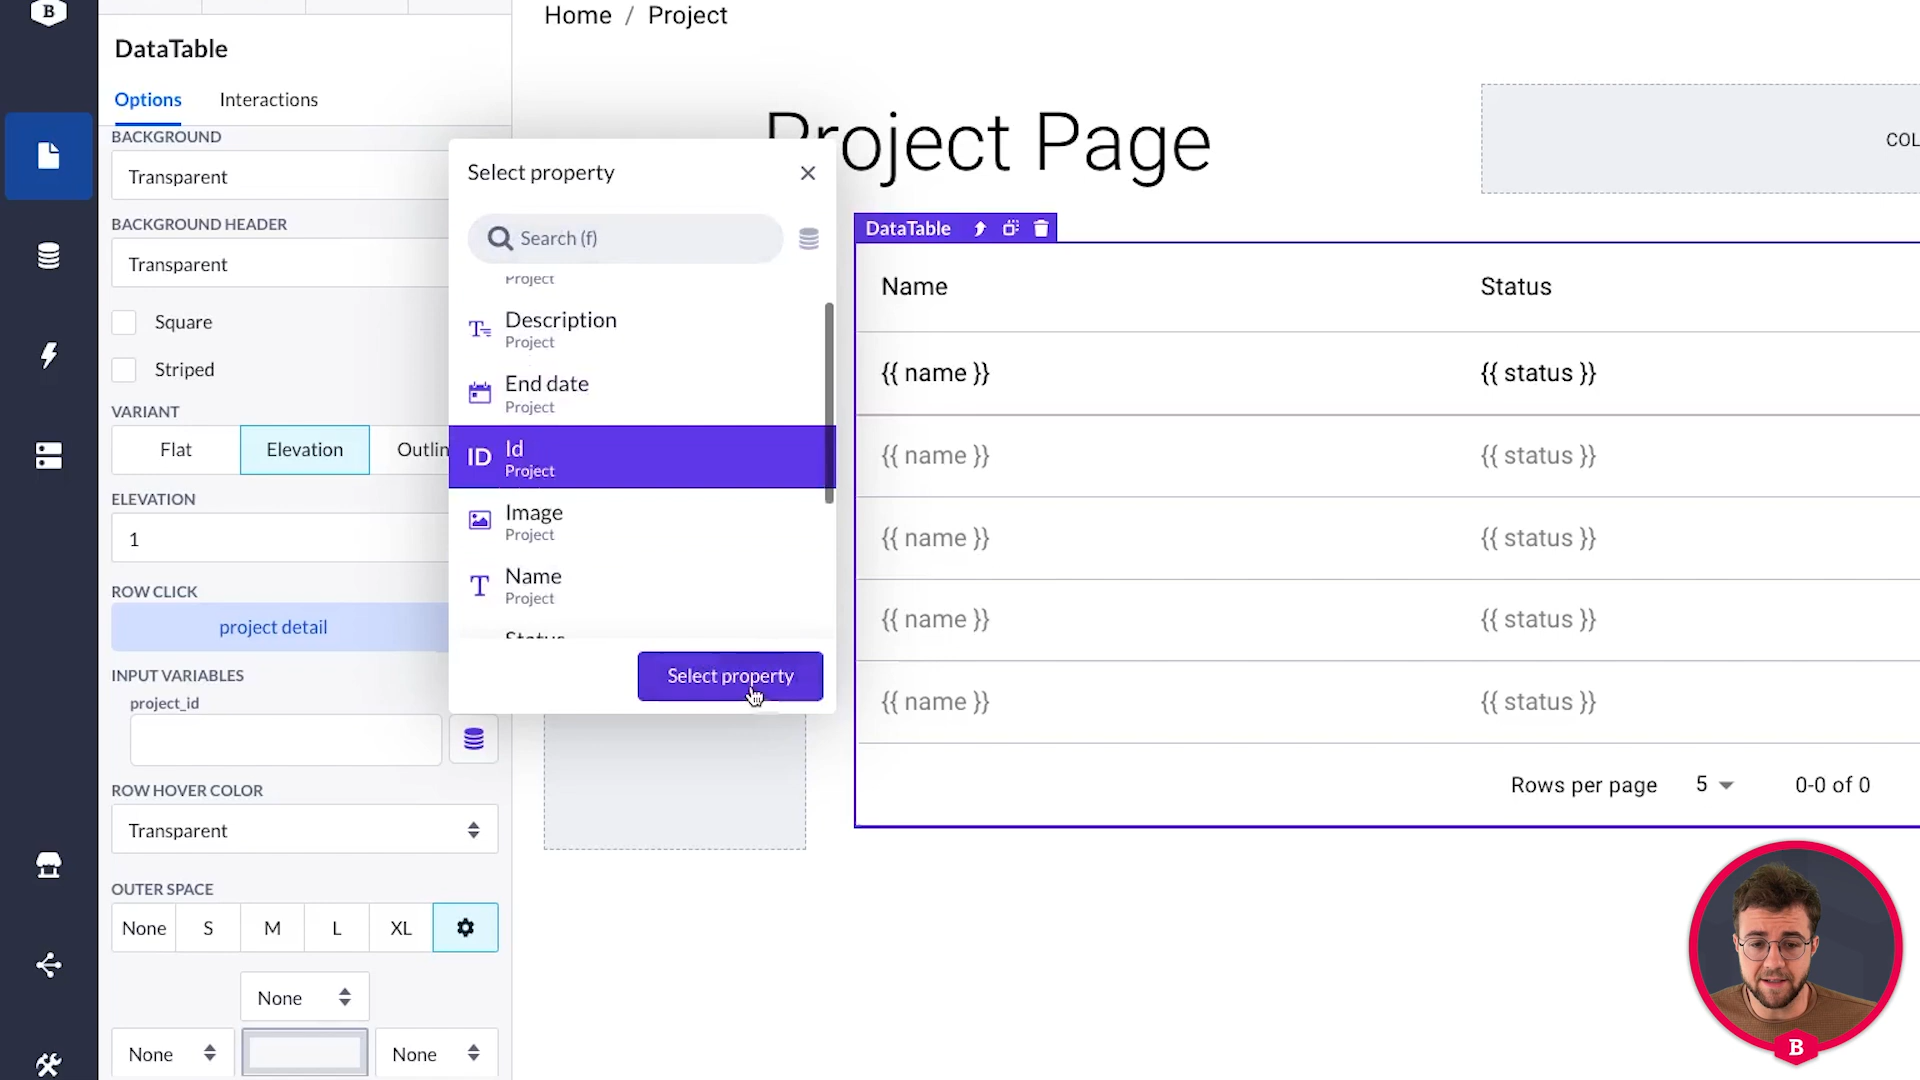 B
Home / Project
DataTable
Options Interactions
BACKGROUND
Transparent
BACKGROUND HEADER
Transparent
Square
Striped
VARIANT
Flat Elevation Outlin
ELEVATION
1
ROW CLICK
project detail
INPUT VARIABLES
project_id
ROW HOVER COLOR
Transparent
OUTER SPACE
None S M L XL
None
None None
Select property
Search (f)
Project
Description
Project
End date
Project
ID Id
Project
Image
Project
T Name
Project
Status
Select property
Project Page
COL
DataTable
Name Status
{{ name }} {{ status }}
{{ name }} {{ status }}
{{ name }} {{ status }}
{{ name }} {{ status }}
{{ name }} {{ status }}
Rows per page 5 0-0 of 0
B